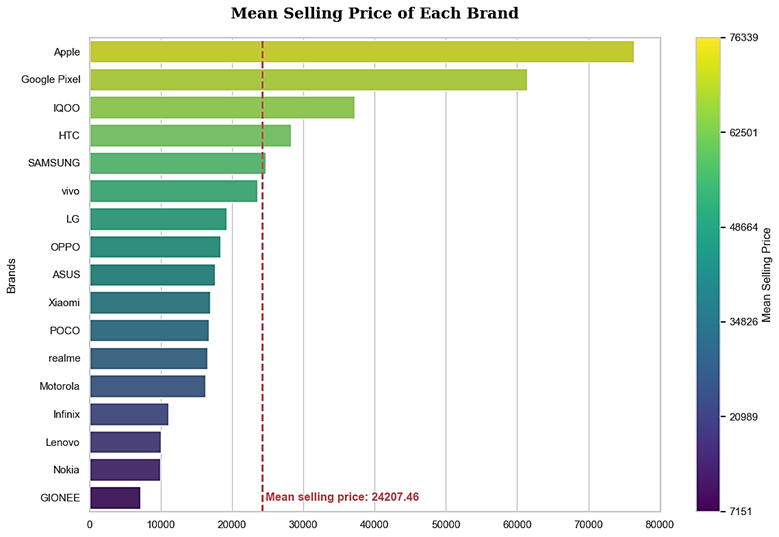 Mean Selling Price of Each Brand
Brands
Apple
Google Pixel
IQOO
HTC
SAMSUNG
vivo
LG
OPPO
ASUS
Xiaomi
POCO
realme
Motorola
Infinix
Lenovo
Nokia
GIONEE
Mean selling price: 24207.46
0 10000 20000 30000 40000 50000 60000 70000 80000
76339
62501
48664
34826
20989
7151
Mean Selling Price